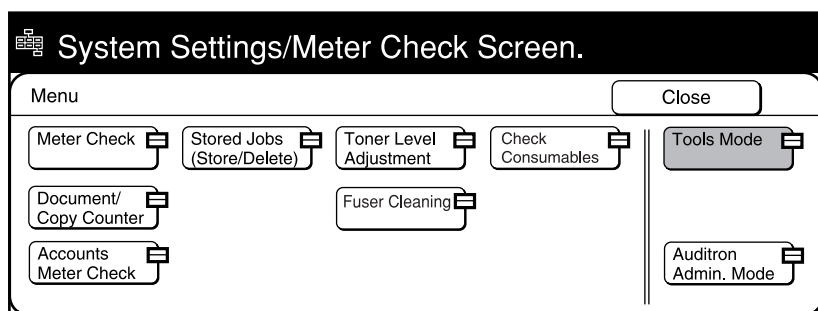 System Settings/Meter Check Screen.
Menu
Close
Meter Check
Stored Jobs
(Store/Delete)
Toner Level
Adjustment
Check
Consumables
Tools Mode
Document/
Copy Counter
Fuser Cleaning
Accounts
Meter Check
Auditron
Admin. Mode